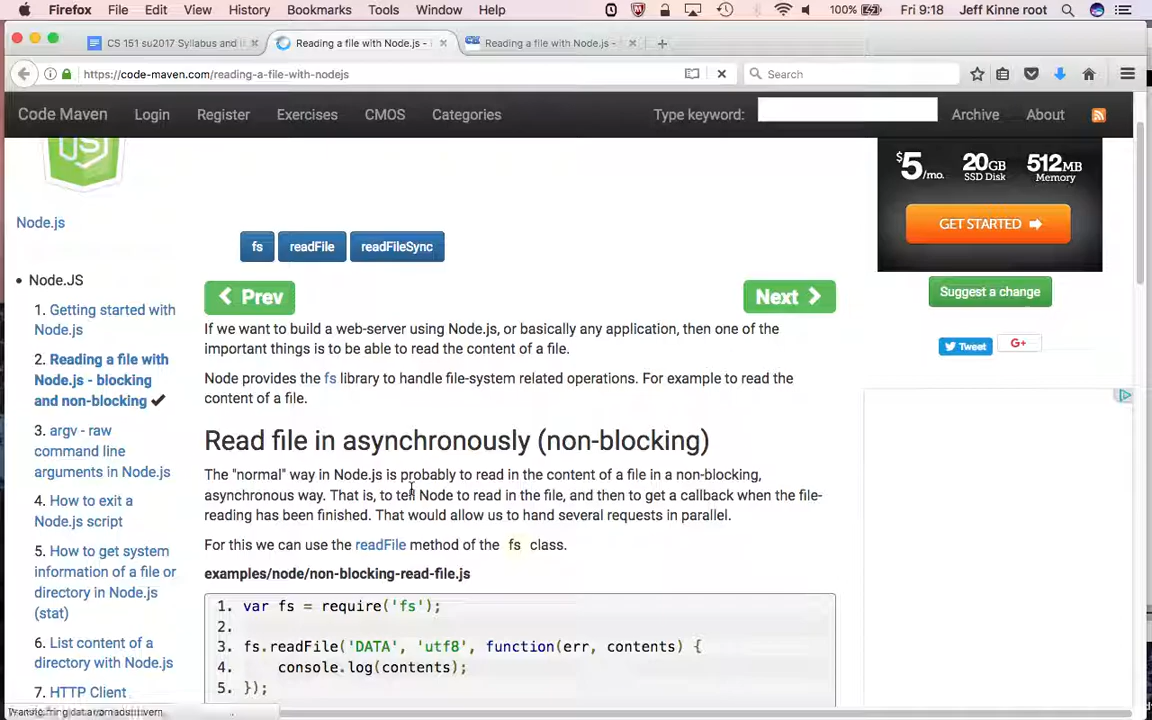 Firefox File Edit View History Bookmarks Tools Window Help 100% Fri 9:18 Jeff Kinne root
CS 151 su2017 Syllabus and
Reading a file with Node.js -
Reading a file with Node.js -
https://code-maven.com/reading-a-file-with-nodejs
Search
Code Maven Login Register Exercises CMOS Categories Type keyword: Archive About
JS
$5/mo. 20GB SSD Disk 512MB Memory
GET STARTED
Node.js
fs readFile readFileSync
Suggest a change
Tweet
G+
Node.JS
1. Getting started with
Node.js
2. Reading a file with
Node.js - blocking
and non-blocking
3. argv - raw
command line
arguments in Node.js
4. How to exit a
Node.js script
5. How to get system
information of a file or
directory in Node.js
(stat)
6. List content of a
directory with Node.js
7. HTTP Client
Prev
Next
If we want to build a web-server using Node.js, or basically any application, then one of the
important things is to be able to read the content of a file.
Node provides the fs library to handle file-system related operations. For example to read the
content of a file.
Read file in asynchronously (non-blocking)
The "normal" way in Node.js is probably to read in the content of a file in a non-blocking,
asynchronous way. That is, to tell Node to read in the file, and then to get a callback when the file-
reading has been finished. That would allow us to hand several requests in parallel.
For this we can use the readFile method of the fs class.
examples/node/non-blocking-read-file.js
1. var fs = require('fs');
2.
3. fs.readFile('DATA', 'utf8', function(err, contents) {
4. console.log(contents);
5. });